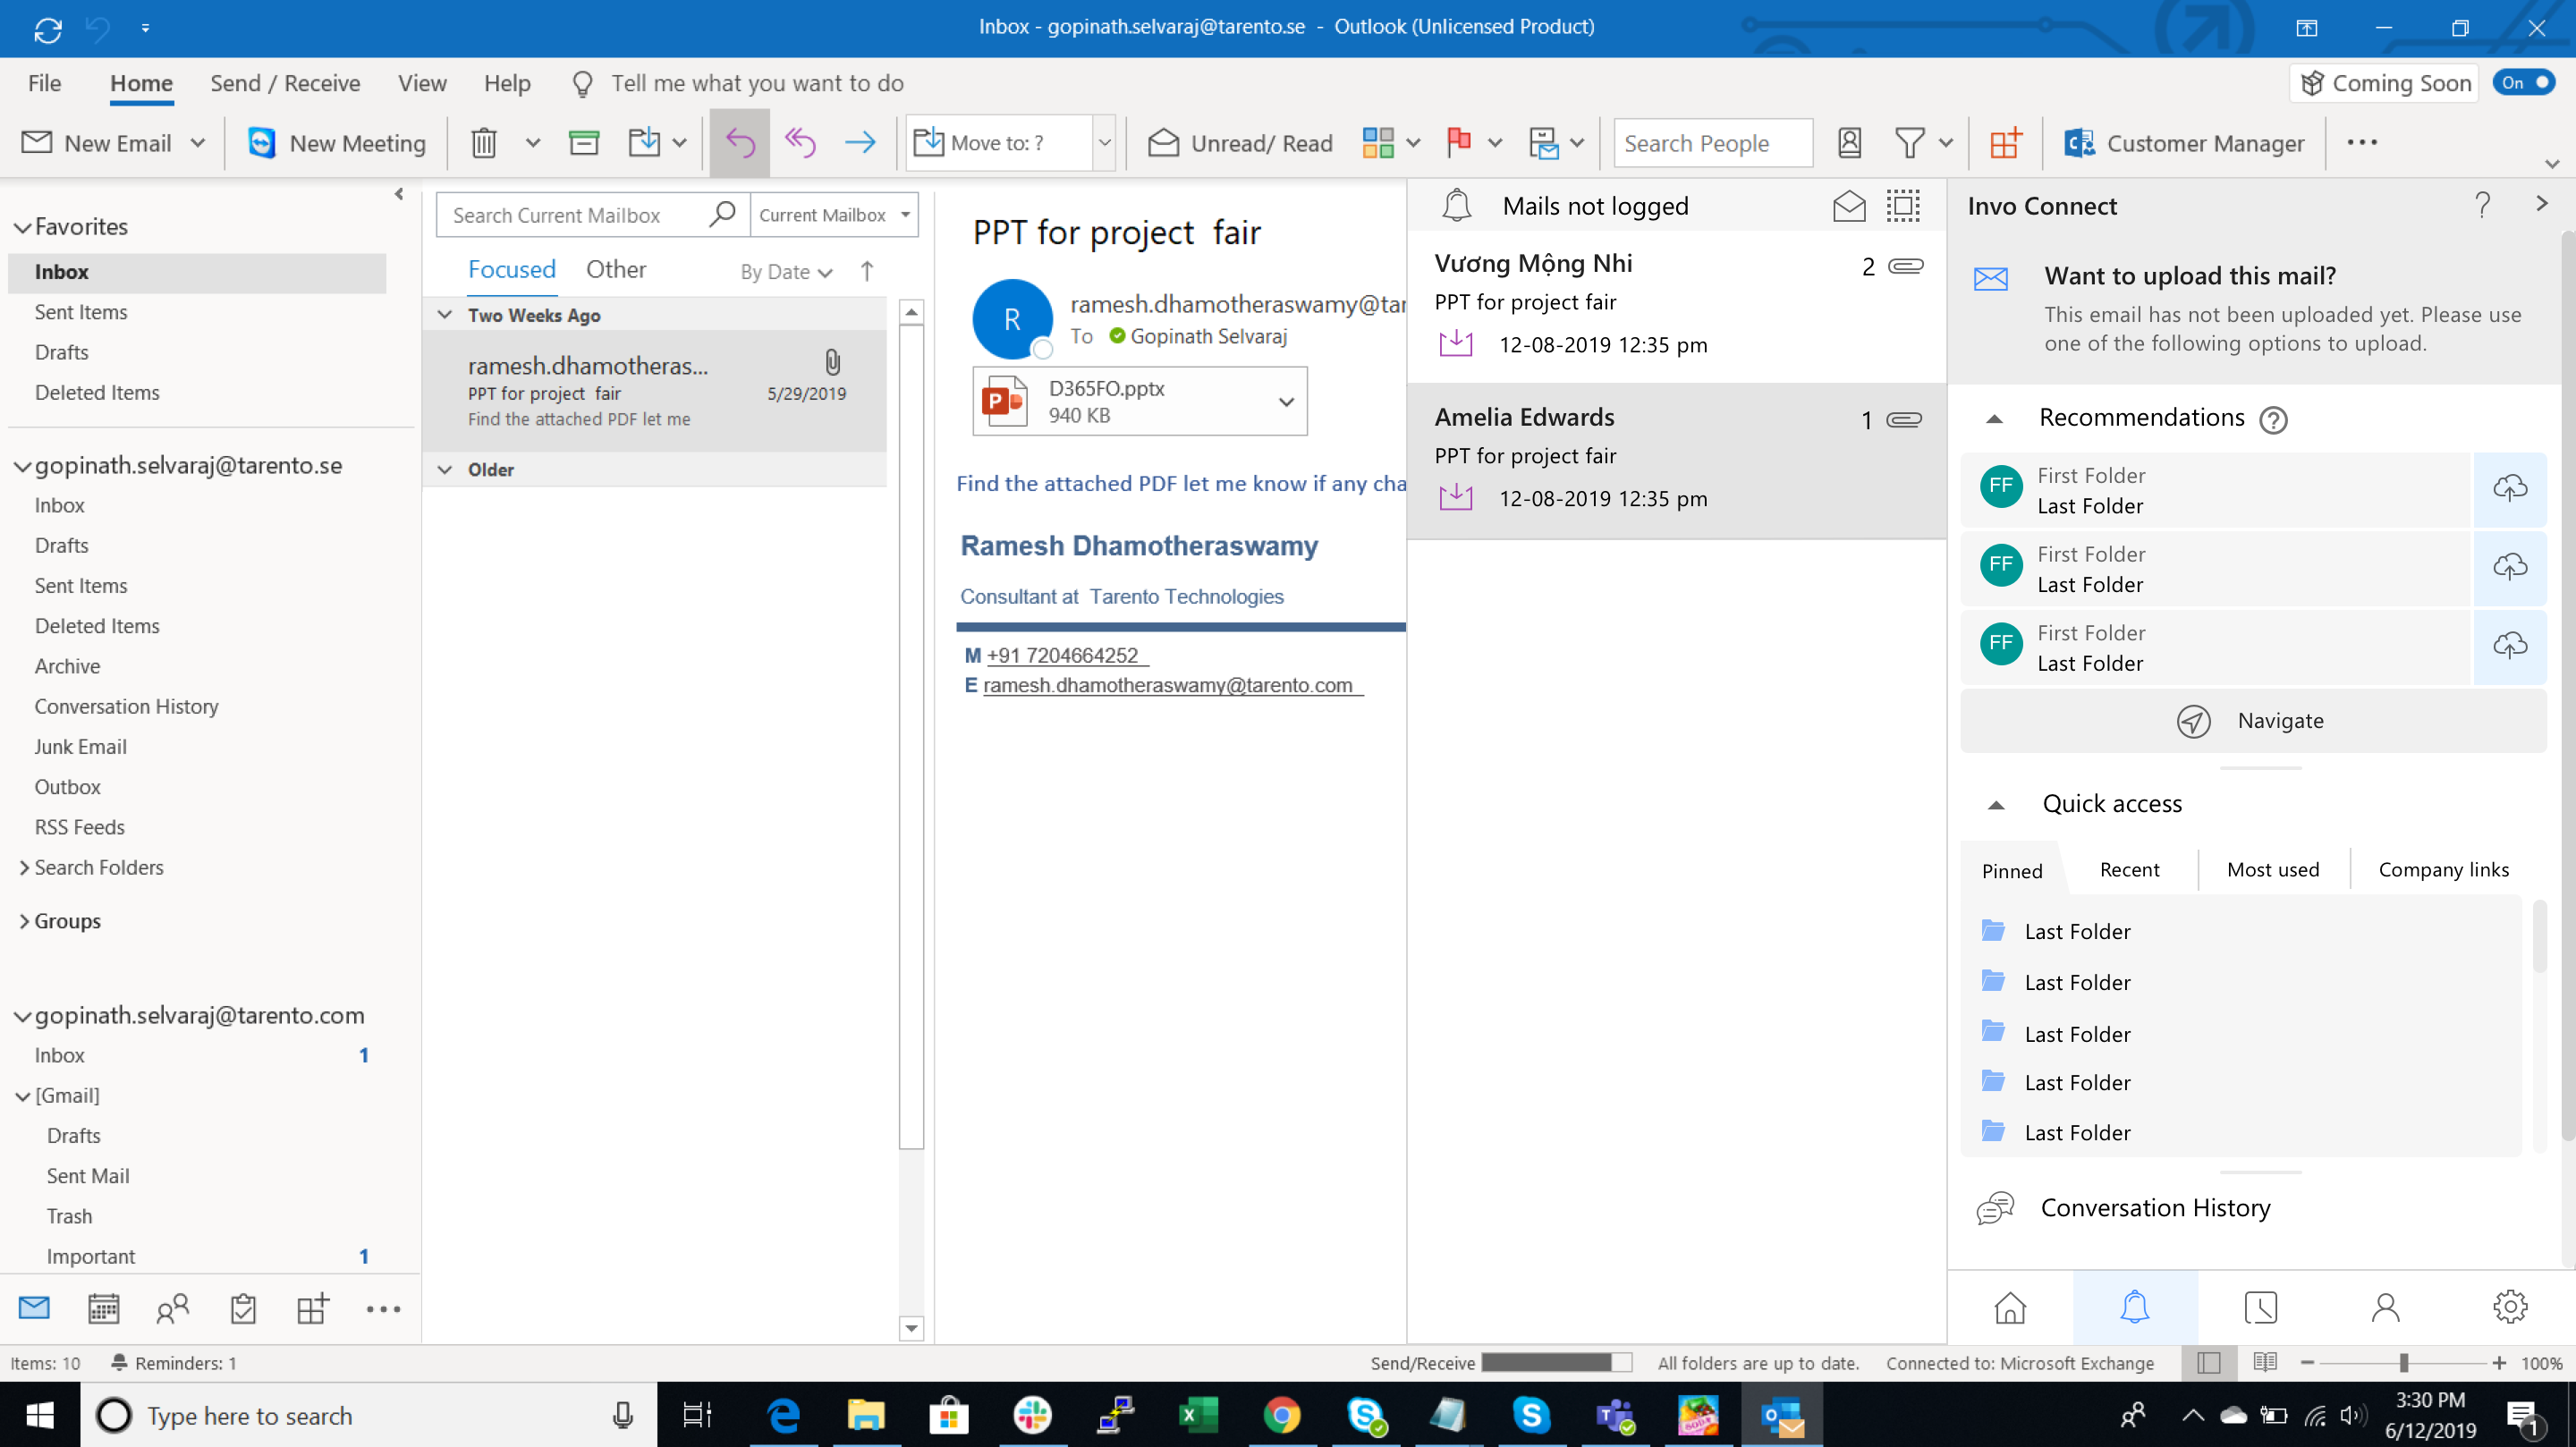 Inbox - gopinath.selvaraj@tarento.se - Outlook (Unlicensed Product)
File Home Send / Receive View Help Tell me what you want to do
Coming Soon On
New Email New Meeting Move to: ? Unread/ Read Search People Customer Manager
Favorites
Inbox
Sent Items
Drafts
Deleted Items
gopinath.selvaraj@tarento.se
Inbox
Drafts
Sent Items
Deleted Items
Archive
Conversation History
Junk Email
Outbox
RSS Feeds
Search Folders
Groups
gopinath.selvaraj@tarento.com
Inbox 1
[Gmail]
Drafts
Sent Mail
Trash
Important 1
Search Current Mailbox Current Mailbox
Focused Other By Date
Two Weeks Ago
ramesh.dhamotheras...
PPT for project fair 5/29/2019
Find the attached PDF let me
Older
PPT for project fair
R
ramesh.dhamotheraswamy@tar
To Gopinath Selvaraj
D365FO.pptx
940 KB
Find the attached PDF let me know if any cha
Ramesh Dhamotheraswamy
Consultant at Tarento Technologies
M +91 7204664252
E ramesh.dhamotheraswamy@tarento.com
Mails not logged
Vương Mộng Nhi 2
PPT for project fair
12-08-2019 12:35 pm
Amelia Edwards 1
PPT for project fair
12-08-2019 12:35 pm
Invo Connect ?
Want to upload this mail?
This email has not been uploaded yet. Please use
one of the following options to upload.
Recommendations ?
FF First Folder
Last Folder
FF First Folder
Last Folder
FF First Folder
Last Folder
Navigate
Quick access
Pinned Recent Most used Company links
Last Folder
Last Folder
Last Folder
Last Folder
Last Folder
Conversation History
Items: 10 Reminders: 1
Send/Receive All folders are up to date. Connected to: Microsoft Exchange 100%
Type here to search
3:30 PM
6/12/2019
1